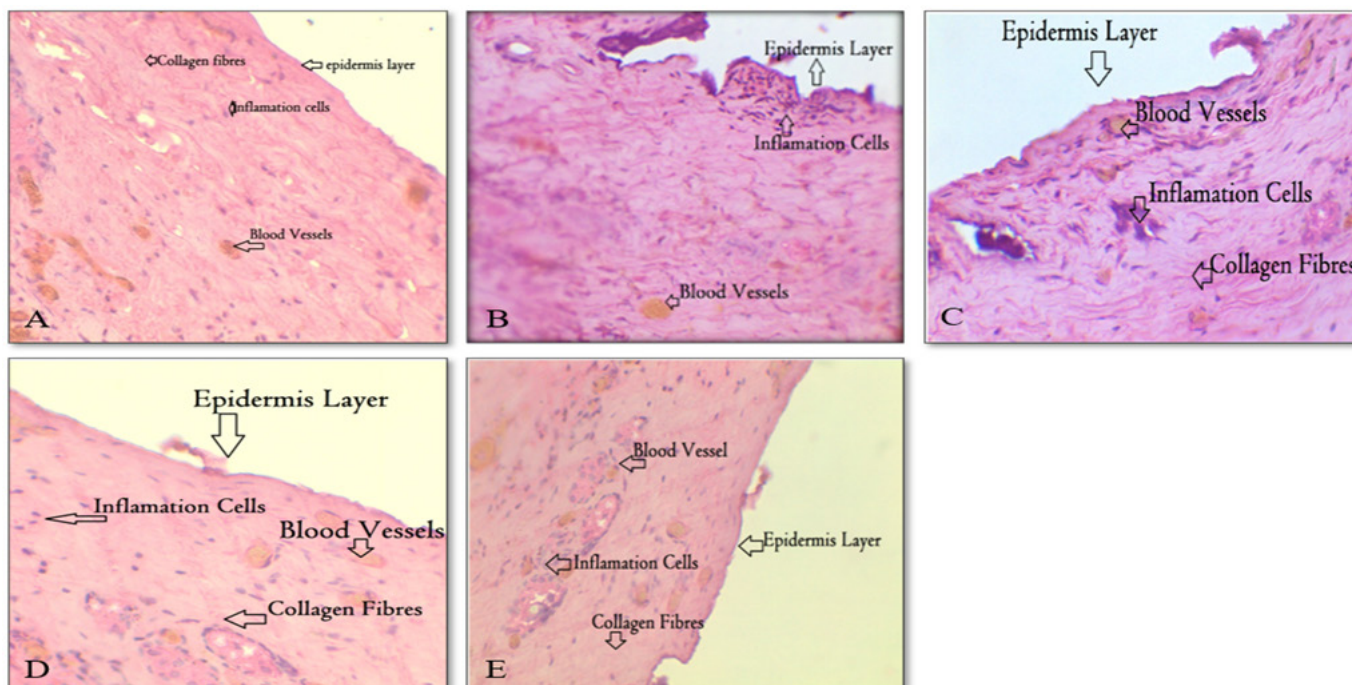 Collagen fibres
epidermis layer
Inflamation cells
Blood Vessels
A
Epidermis Layer
Inflamation Cells
Blood Vessels
B
Epidermis Layer
Blood Vessels
Inflamation Cells
Collagen Fibres
C
Epidermis Layer
Inflamation Cells
Blood Vessels
Collagen Fibres
D
Blood Vessel
Epidermis Layer
Inflamation Cells
Collagen Fibres
E